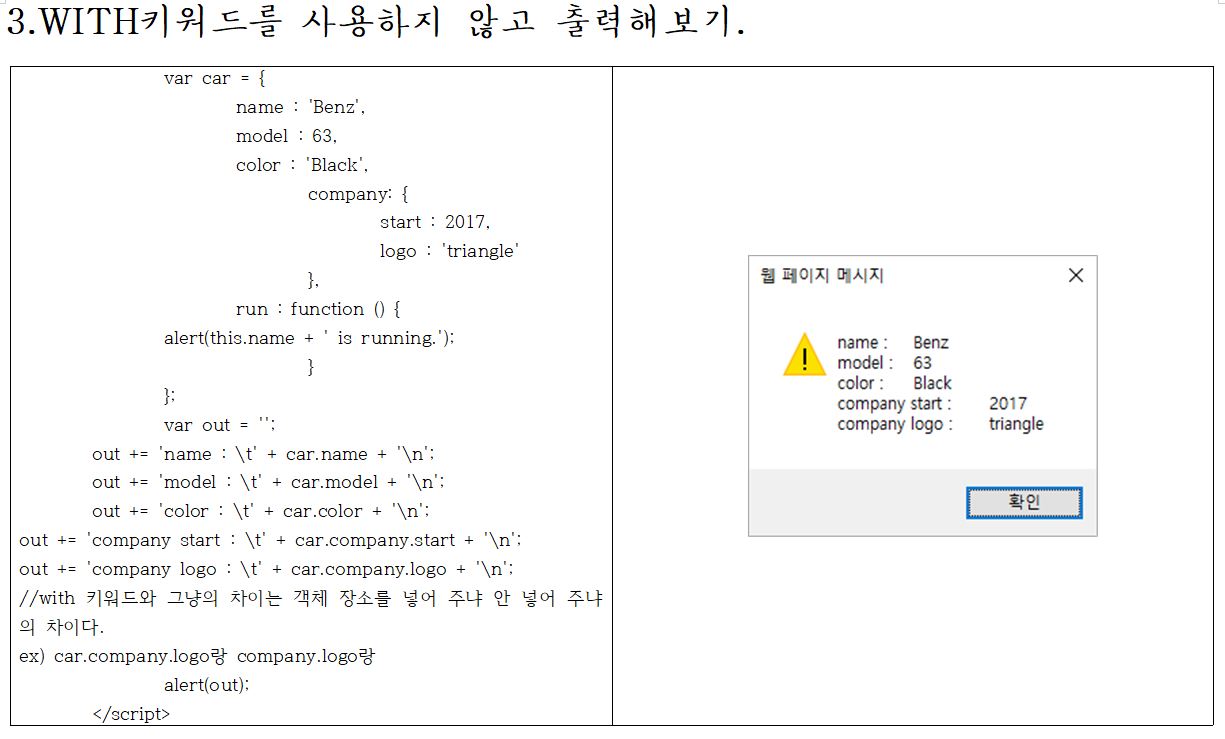 3.WITH키워드를 사용하지 않고 출력해보기.
var car = {
name : 'Benz',
model : 63,
color : 'Black',
company: {
start : 2017,
logo : 'triangle'
},
run : function () {
alert(this.name + ' is running.');
}
};
var out = '';
out += 'name : \t' + car.name + '\n';
out += 'model : \t' + car.model + '\n';
out += 'color : \t' + car.color + '\n';
out += 'company start : \t' + car.company.start + '\n';
out += 'company logo : \t' + car.company.logo + '\n';
//with 키워드와 그냥의 차이는 객체 장소를 넣어 주냐 안 넣어 주냐
의 차이다.
ex) car.company.logo랑 company.logo랑
alert(out);
</script>
웹 페이지 메시지
name : Benz
model : 63
color : Black
company start : 2017
company logo : triangle
확인